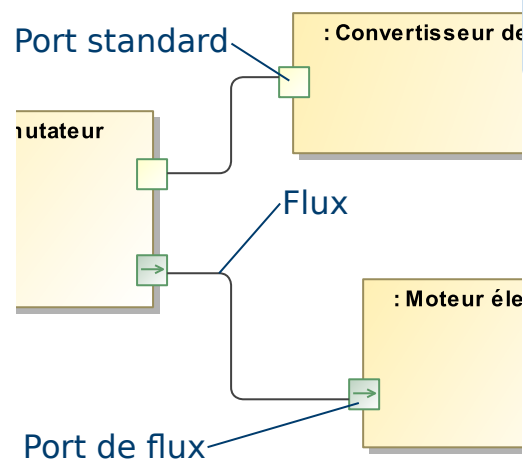 Port standard
: Convertisseur de
nutateur
Flux
: Moteur éle
Port de flux